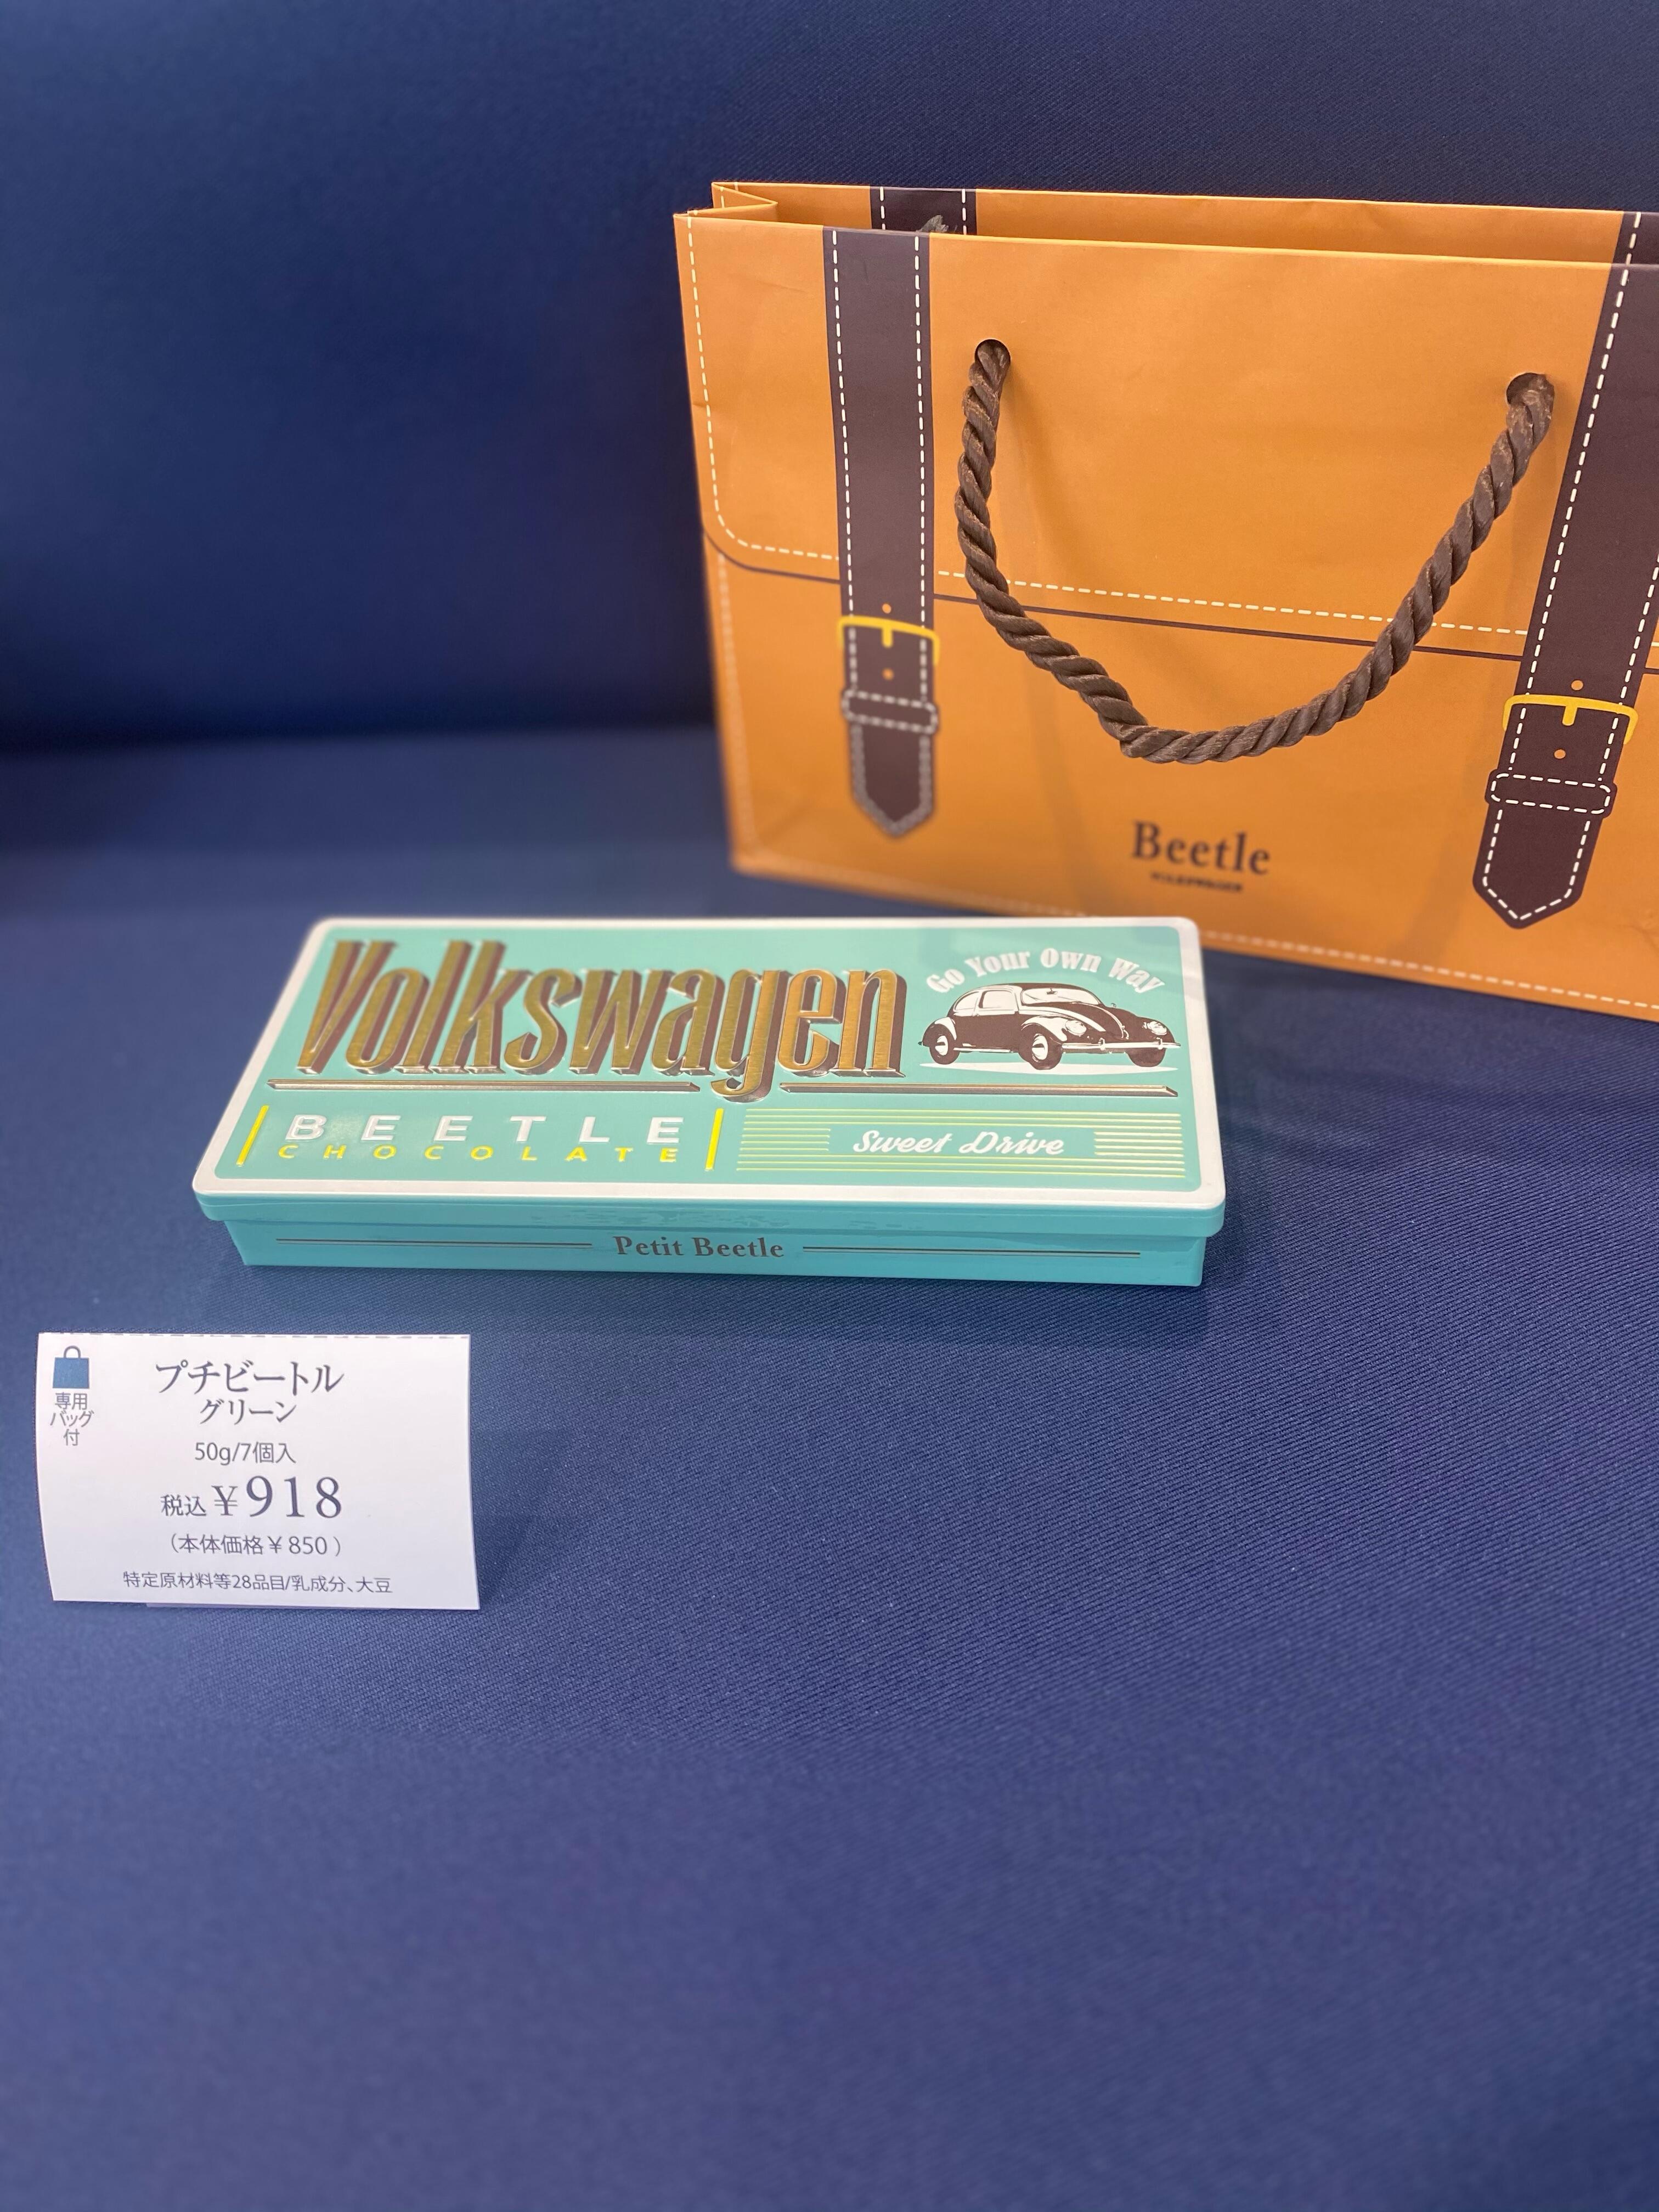 Beetle
VOLKSWAGEN
Volkswagen
Go Your Own Way
BEETLE
CHOCOLATE
Sweet Drive
Petit Beetle
専用
バッグ
付
プチビートル
グリーン
50g/7個入
税込¥918
(本体価格¥850)
特定原材料等28品目/乳成分、大豆